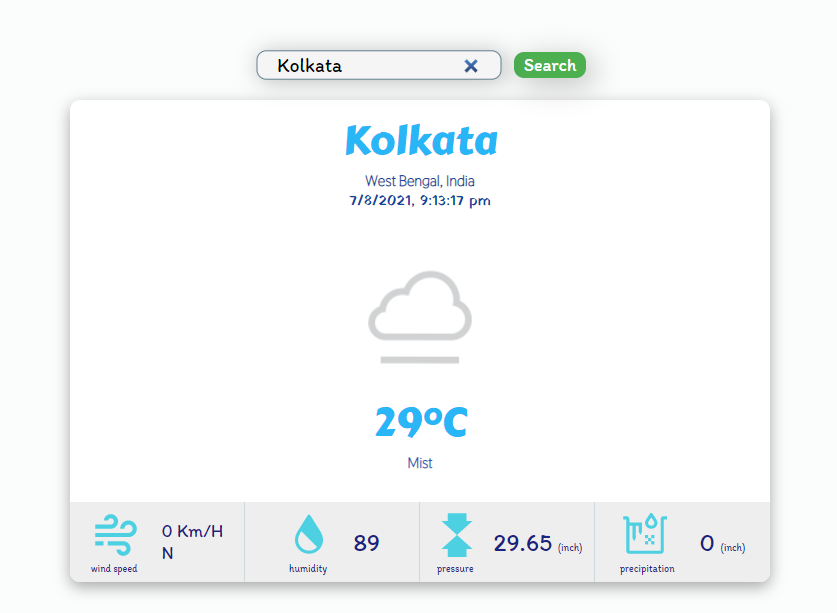 Kolkata
Search
Kolkata
West Bengal, India
7/8/2021, 9:13:17 pm
29°C
Mist
0 Km/H
N
wind speed
89
humidity
29.65 (inch)
pressure
0 (inch)
precipitation